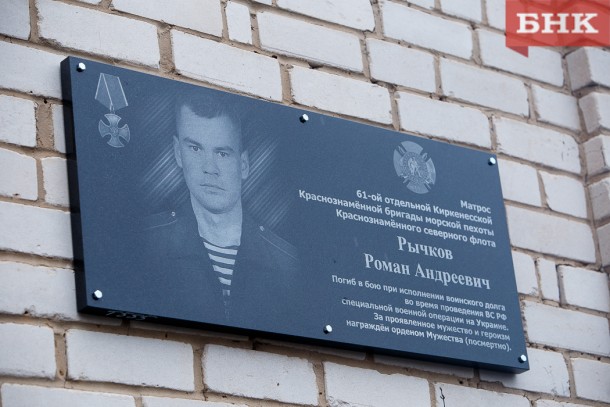 БНК
Матрос
61-ой отдельной Киркенесской
Краснознамённой бригады морской пехоты
Краснознамённого северного флота
Рычков
Роман Андреевич
Погиб в бою при исполнении воинского долга
во время проведения ВС РФ
специальной военной операции на Украине.
За проявленное мужество и героизм
награждён орденом Мужества (посмертно).